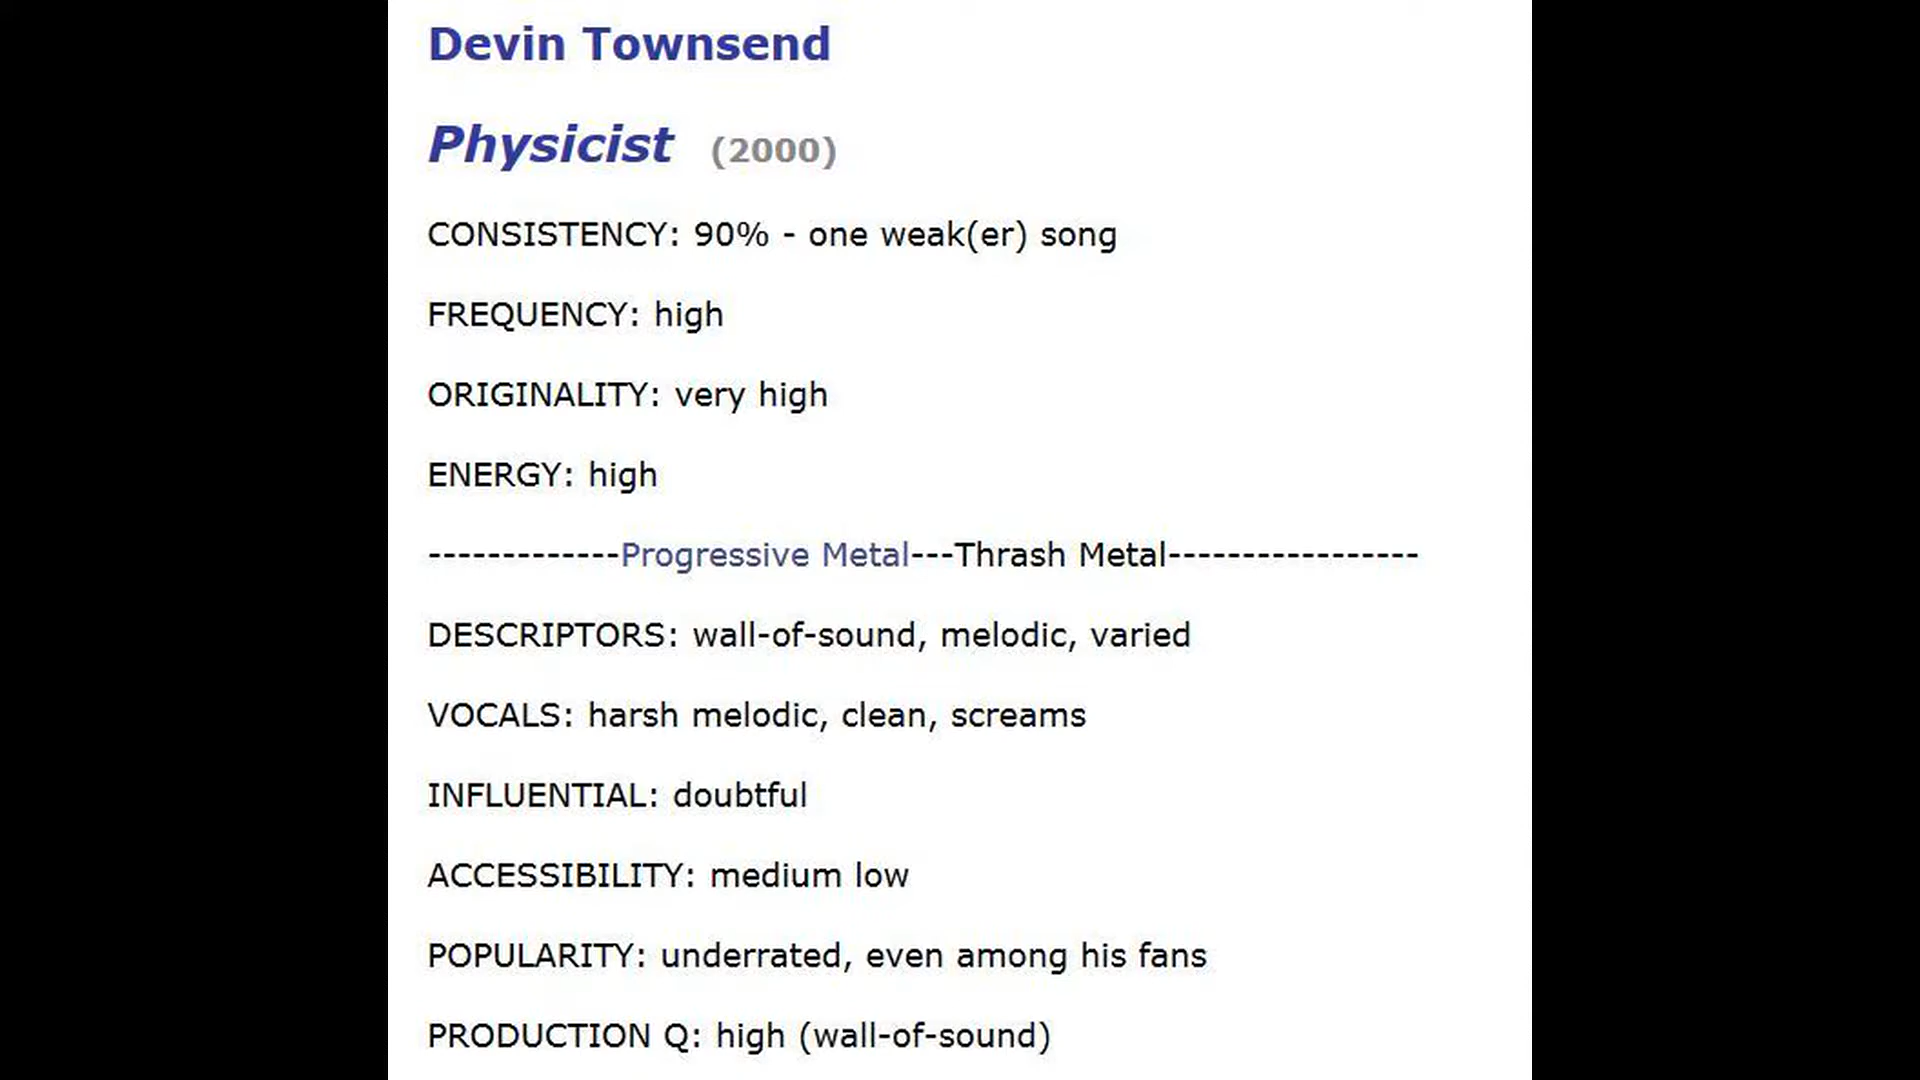 Devin Townsend
Physicist (2000)
CONSISTENCY: 90% - one weak(er) song
FREQUENCY: high
ORIGINALITY: very high
ENERGY: high
-------------Progressive Metal---Thrash Metal-----------------
DESCRIPTORS: wall-of-sound, melodic, varied
VOCALS: harsh melodic, clean, screams
INFLUENTIAL: doubtful
ACCESSIBILITY: medium low
POPULARITY: underrated, even among his fans
PRODUCTION Q: high (wall-of-sound)